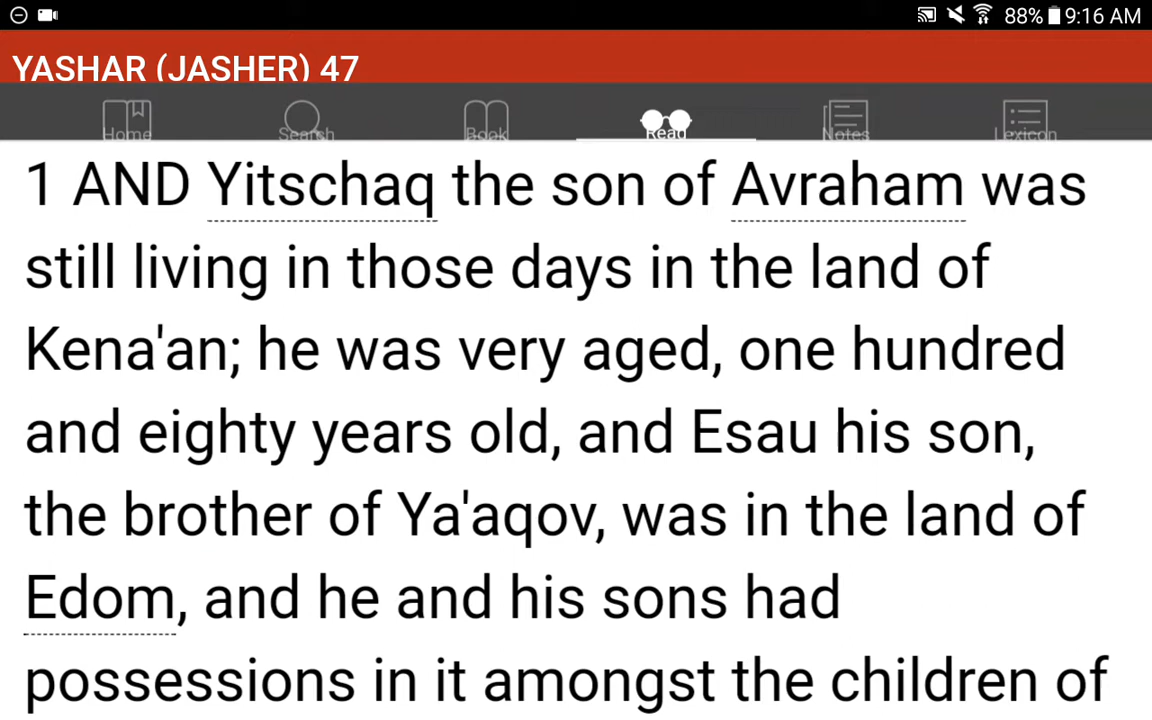 88% 9:16 AM
YASHAR (JASHER) 47
Home Search Book Read Notes Lexicon
1 AND Yitschaq the son of Avraham was
still living in those days in the land of
Kena'an; he was very aged, one hundred
and eighty years old, and Esau his son,
the brother of Ya'aqov, was in the land of
Edom, and he and his sons had
possessions in it amongst the children of